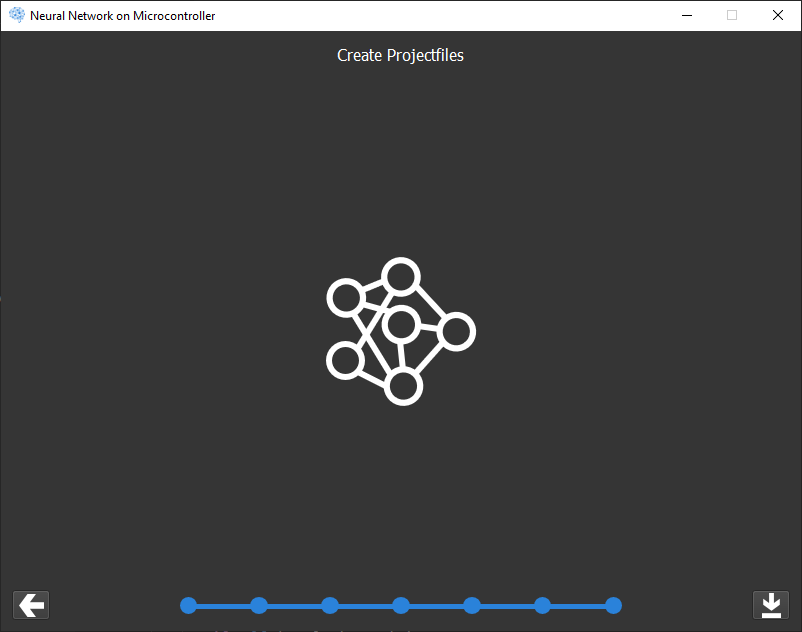 Neural Network on Microcontroller
Create Projectfiles